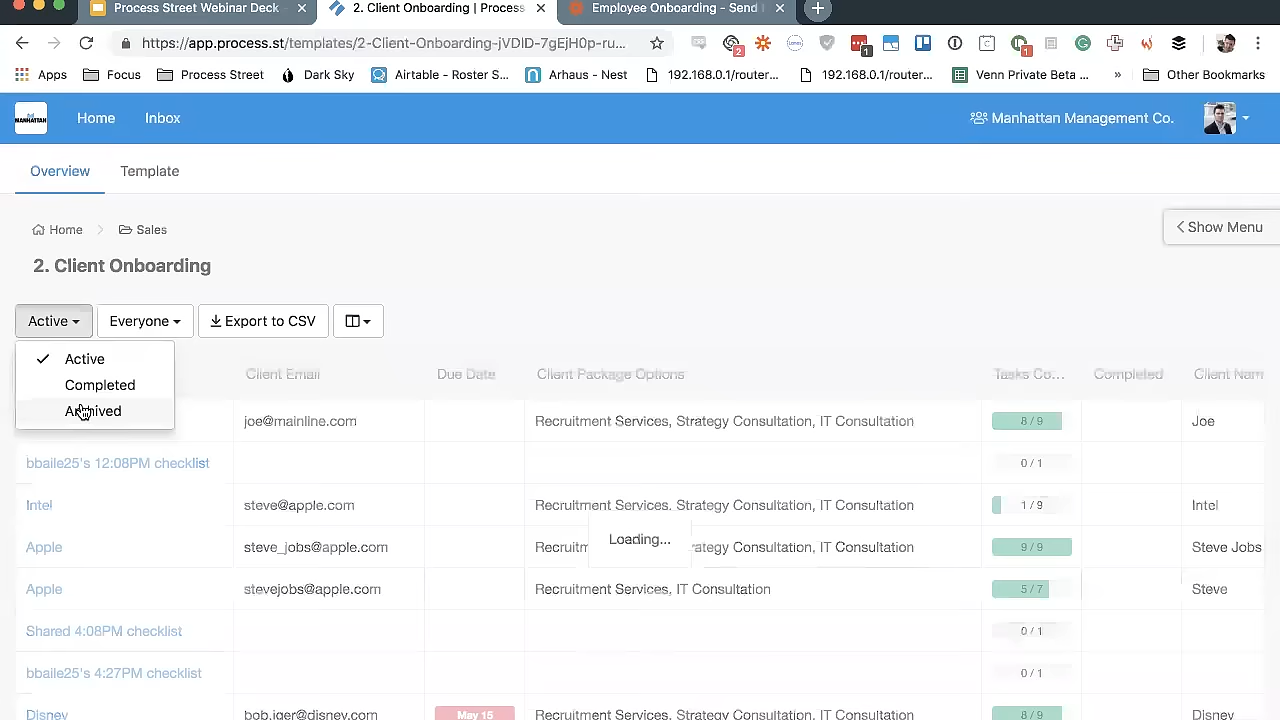 Process Street Webinar Deck
2. Client Onboarding | Process
Employee Onboarding - Send
https://app.process.st/templates/2-Client-Onboarding-jVDID-7gEjH0p-ru...
Apps
Focus
Process Street
Dark Sky
Airtable - Roster S...
Arhaus - Nest
192.168.0.1/router...
192.168.0.1/router...
Venn Private Beta ...
»
Other Bookmarks
MANHATTAN
Home
Inbox
Manhattan Management Co.
Overview
Template
Home
Sales
Show Menu
2. Client Onboarding
Active
Everyone
Export to CSV
Active
Completed
Archived
Client Email
Due Date
Client Package Options
Tasks Co...
Completed
Client Nam
joe@mainline.com
Recruitment Services, Strategy Consultation, IT Consultation
8 / 9
Joe
bbaile25's 12:08PM checklist
0 / 1
Intel
steve@apple.com
Recruitment Services, Strategy Consultation, IT Consultation
1 / 9
Intel
Apple
steve_jobs@apple.com
Recruitm
Loading...
rategy Consultation, IT Consultation
9 / 9
Steve Jobs
Apple
stevejobs@apple.com
Recruitment Services, IT Consultation
5 / 7
Steve
Shared 4:08PM checklist
0 / 1
bbaile25's 4:27PM checklist
0 / 1
Disney
bob.iger@disney.com
May 15
Recruitment Services, Strategy Consultation, IT Consultation
8 / 9
Disney